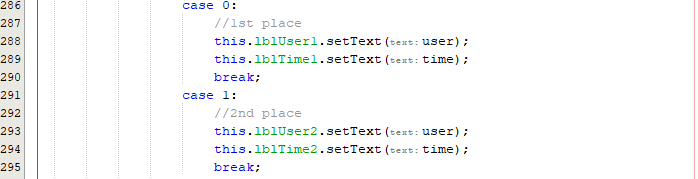 286 case 0:
287 //1st place
288 this.lblUser1.setText(text: user);
289 this.lblTime1.setText(text: time);
290 break;
291 case 1:
292 //2nd place
293 this.lblUser2.setText(text: user);
294 this.lblTime2.setText(text: time);
295 break;